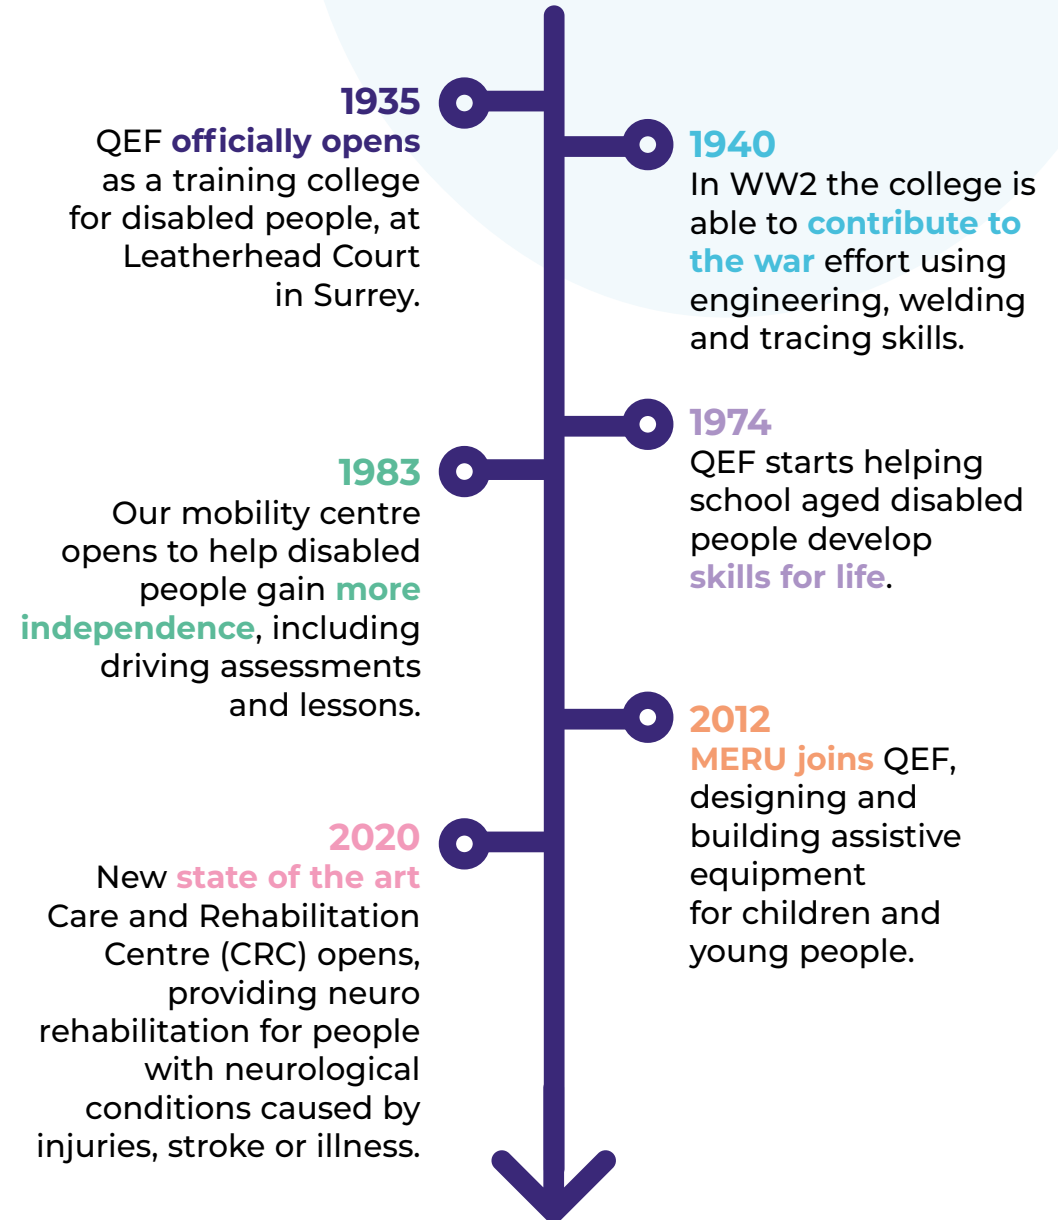 1935
QEF officially opens
as a training college
for disabled people, at
Leatherhead Court
in Surrey.
1940
In WW2 the college is
able to contribute to
the war effort using
engineering, welding
and tracing skills.
1974
QEF starts helping
school aged disabled
people develop
skills for life.
1983
Our mobility centre
opens to help disabled
people gain more
independence, including
driving assessments
and lessons.
2012
MERU joins QEF,
designing and
building assistive
equipment
for children and
young people.
2020
New state of the art
Care and Rehabilitation
Centre (CRC) opens,
providing neuro
rehabilitation for people
with neurological
conditions caused by
injuries, stroke or illness.